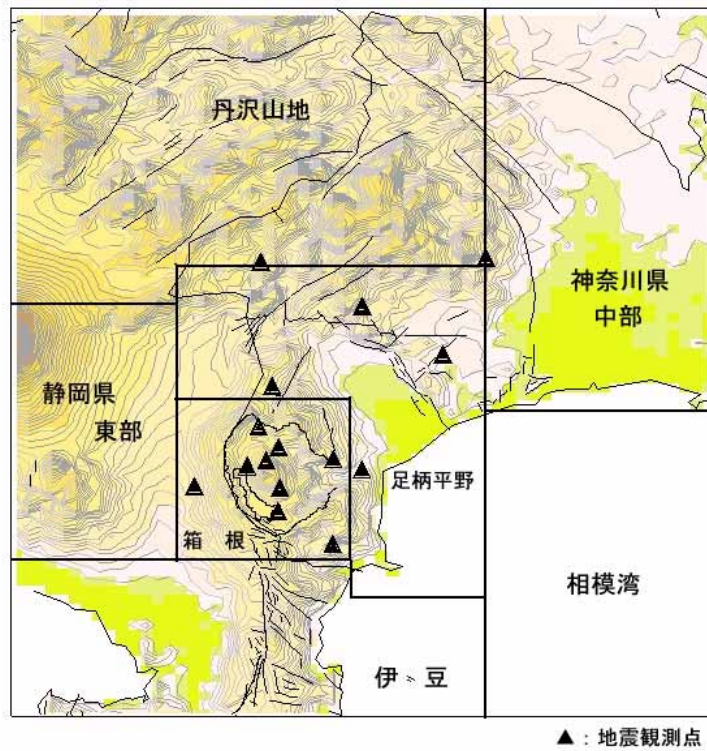 丹沢山地
神奈川県
中部
静岡県
東部
足柄平野
箱 根
相模湾
伊 豆
▲ : 地震観測点